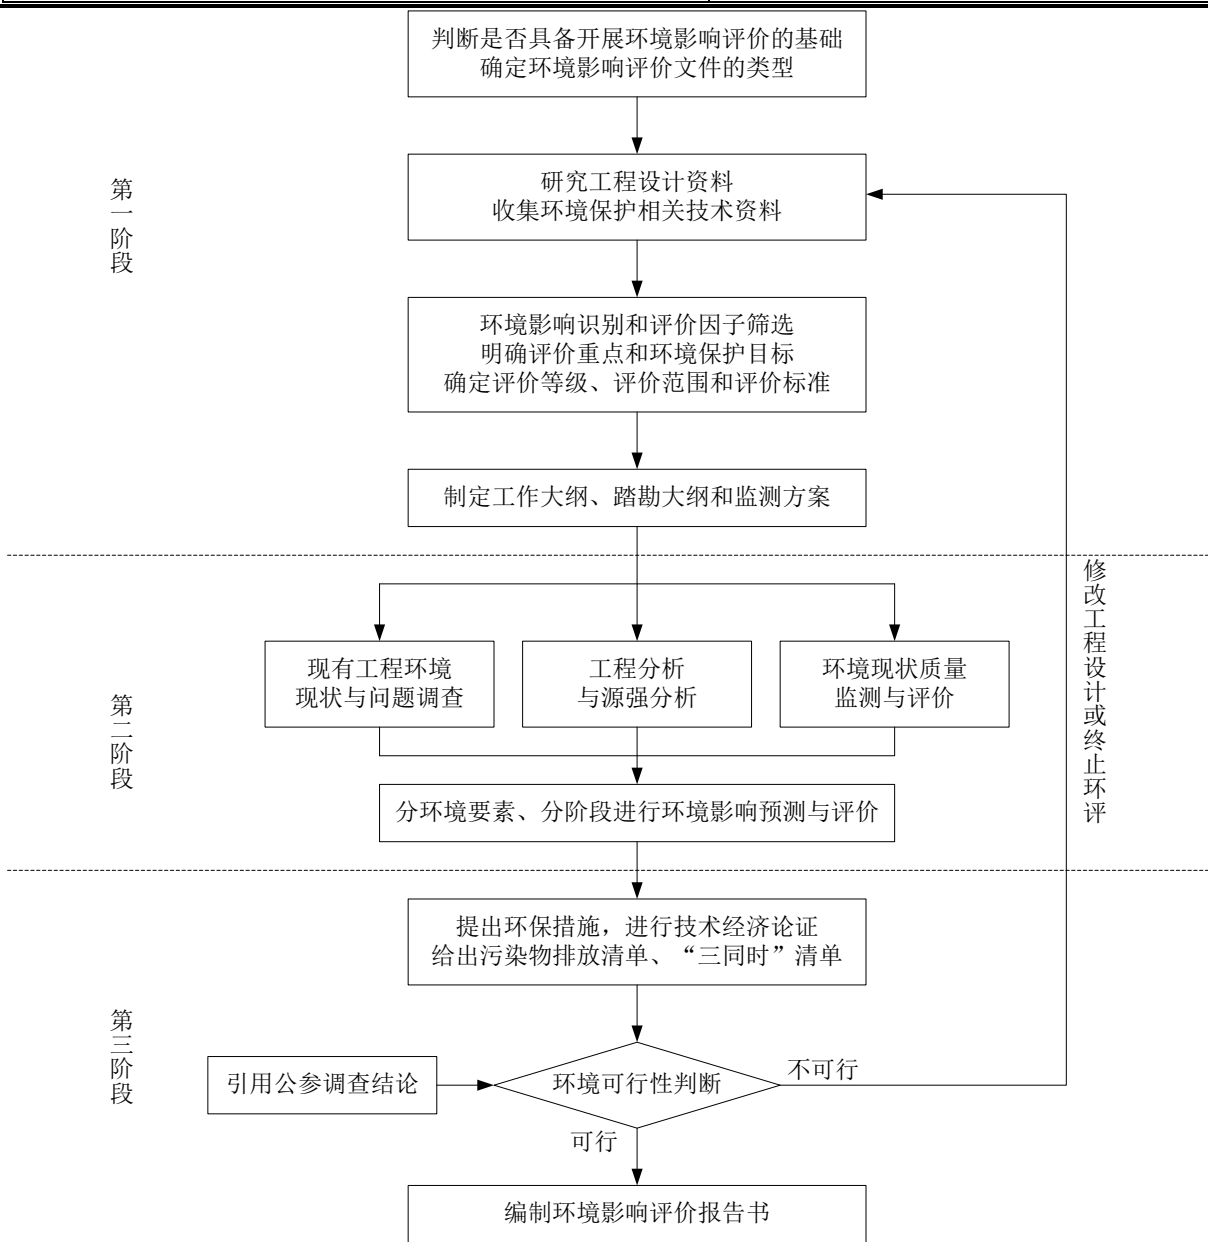 判断是否具备开展环境影响评价的基础
确定环境影响评价文件的类型
第一阶段
研究工程设计资料
收集环境保护相关技术资料
环境影响识别和评价因子筛选
明确评价重点和环境保护目标
确定评价等级、评价范围和评价标准
制定工作大纲、踏勘大纲和监测方案
修改工程设计或终止环评
第二阶段
现有工程环境
现状与问题调查
工程分析
与源强分析
环境现状质量
监测与评价
分环境要素、分阶段进行环境影响预测与评价
第三阶段
提出环保措施，进行技术经济论证
给出污染物排放清单、“三同时”清单
引用公参调查结论
环境可行性判断
不可行
可行
编制环境影响评价报告书